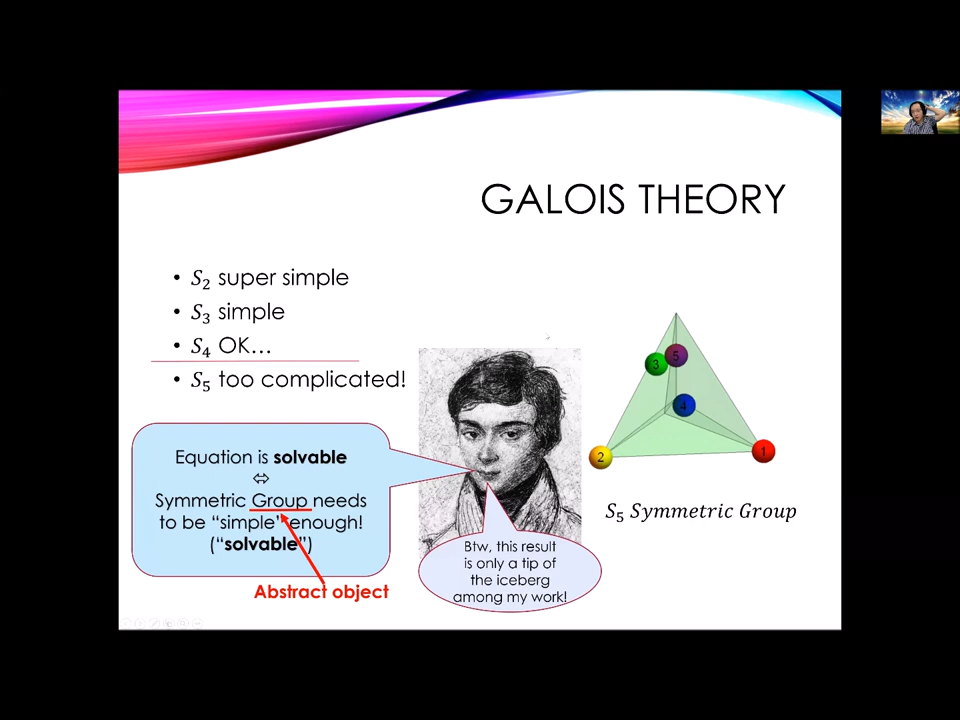 GALOIS THEORY
• S₂ super simple
• S₃ simple
• S₄ OK…
• S₅ too complicated!
Equation is solvable
⇔
Symmetric Group needs
to be “simple” enough!
(“solvable”)
Abstract object
Btw, this result
is only a tip of
the iceberg
among my work!
3
5
4
2
1
S₅ Symmetric Group